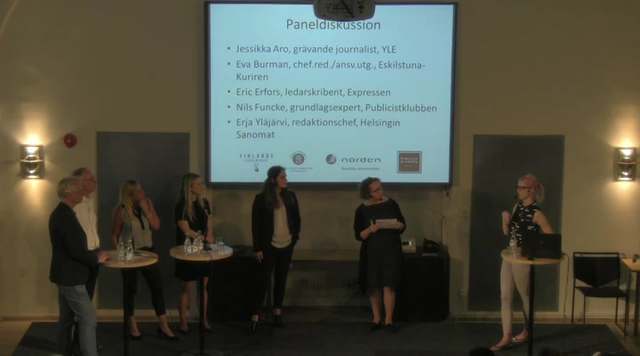 Paneldiskussion
• Jessikka Aro, grävande journalist, YLE
• Eva Burman, chef.red./ansv.utg., Eskilstuna-
Kuriren
• Eric Erfors, ledarskribent, Expressen
• Nils Funcke, grundlagsexpert, Publicistklubben
• Erja Yläjärvi, redaktionschef, Helsingin
Sanomat
FINLANDS
norden